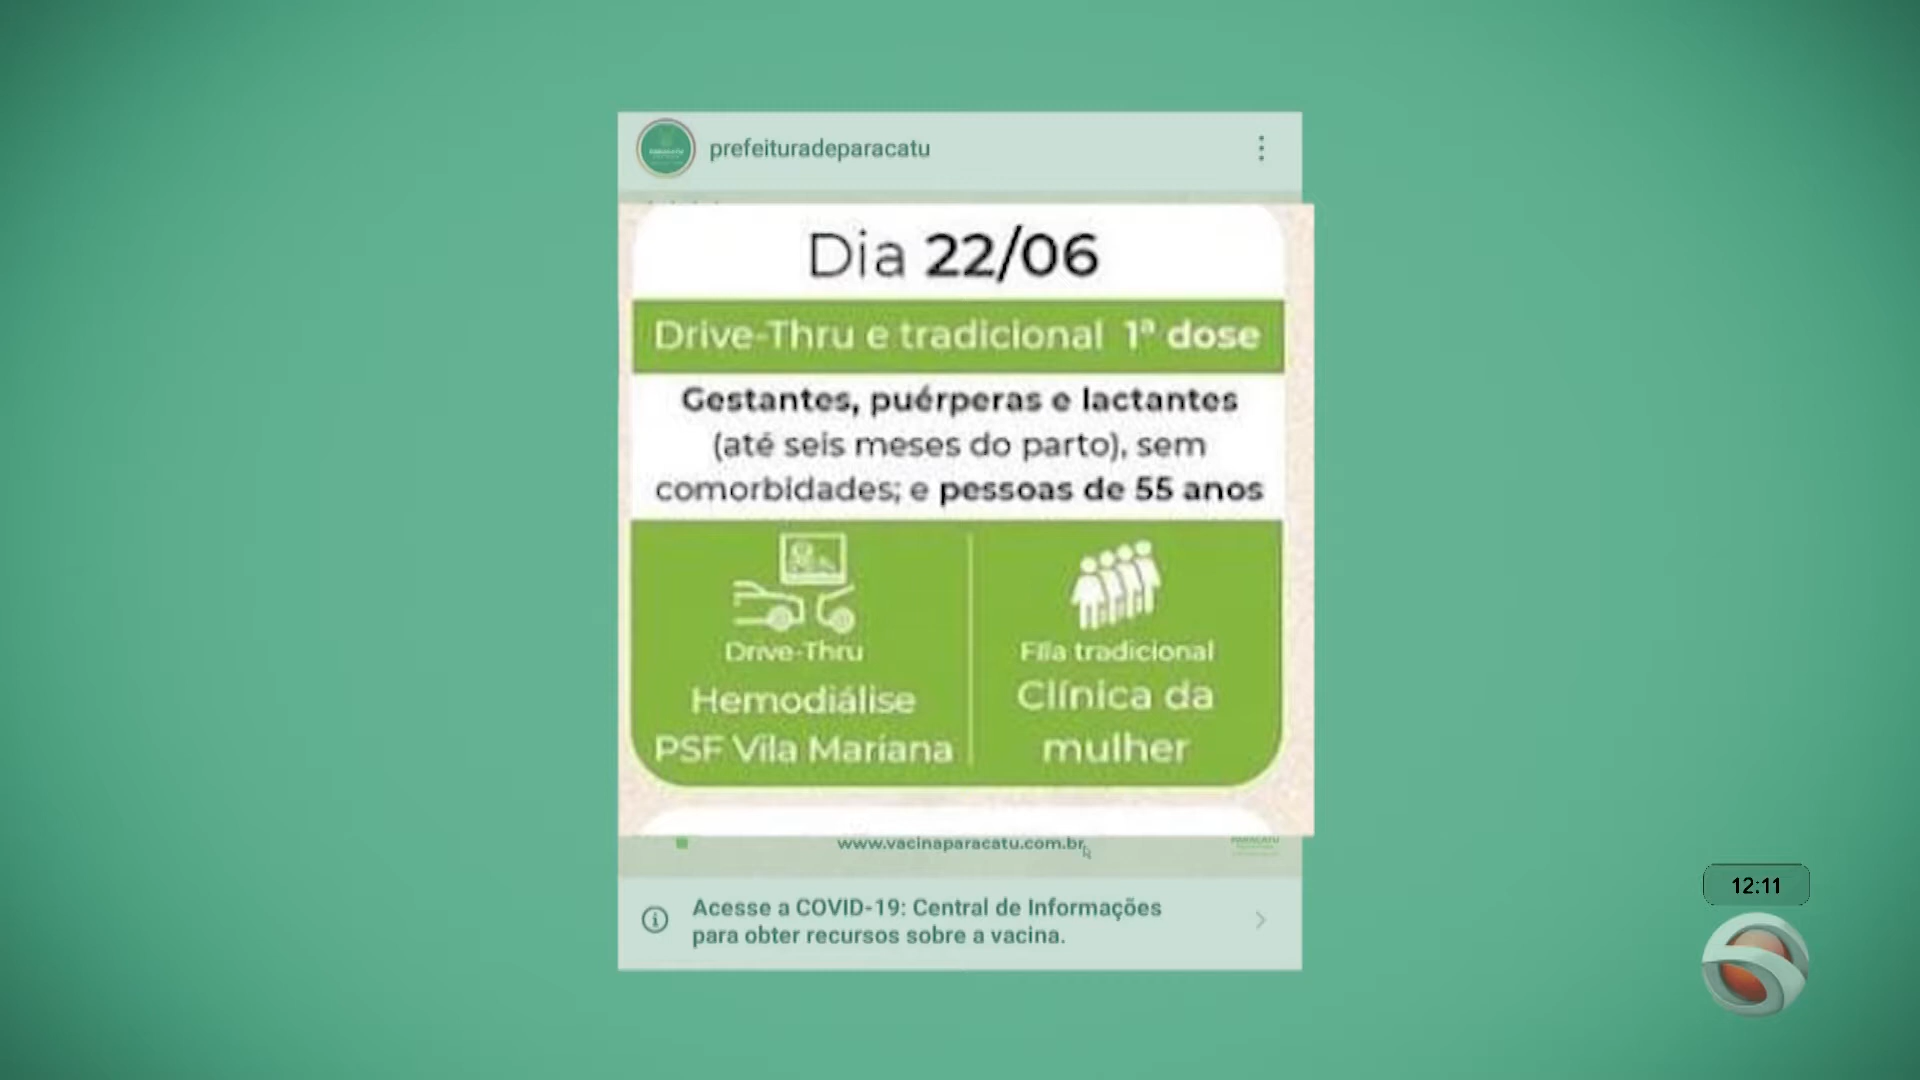 prefeituradeparacatu
Dia 22/06
Drive-Thru e tradicional 1ª dose
Gestantes, puérperas e lactantes
(até seis meses do parto), sem
comorbidades; e pessoas de 55 anos
Drive-Thru
Hemodiálise
PSF Vila Mariana
Fila tradicional
Clínica da
mulher
www.vacinaparacatu.com.br
PARACATU
Acesse a COVID-19: Central de Informações
para obter recursos sobre a vacina.
12:11